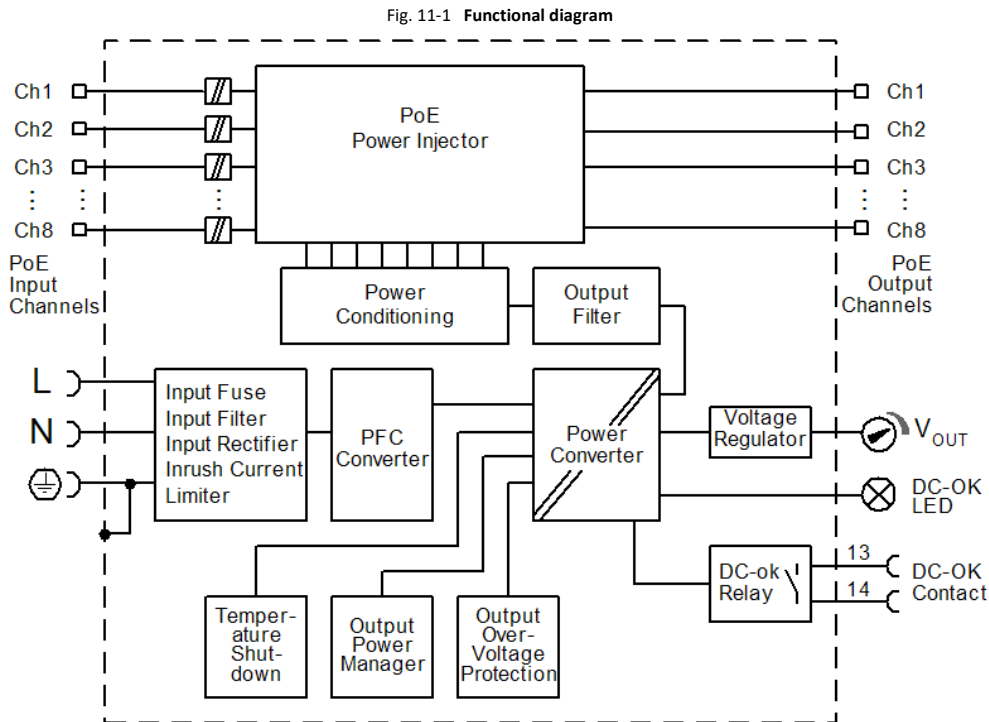 Fig. 11-1 Functional diagram
Ch1
Ch2
Ch3
Ch8
PoE
Input
Channels
PoE
Power Injector
Ch1
Ch2
Ch3
Ch8
PoE
Output
Channels
Power
Conditioning
Output
Filter
L
N
Input Fuse
Input Filter
Input Rectifier
Inrush Current
Limiter
PFC
Converter
Power
Converter
Voltage
Regulator
VOUT
DC-OK
LED
DC-ok
Relay
13
14
DC-OK
Contact
Temper-
ature
Shut-
down
Output
Power
Manager
Output
Over-
Voltage
Protection